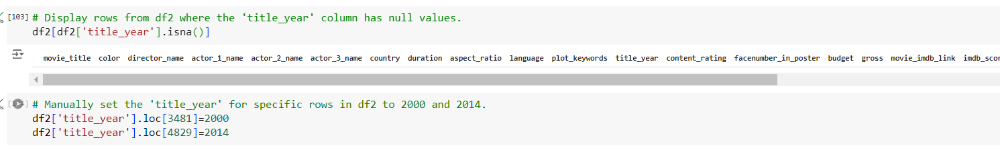 [103] # Display rows from df2 where the 'title_year' column has null values.
df2[df2['title_year'].isna()]
movie_title color director_name actor_1_name actor_2_name actor_3_name country duration aspect_ratio language plot_keywords title_year content_rating facenumber_in_poster budget gross movie_imdb_link imdb_scor
# Manually set the 'title_year' for specific rows in df2 to 2000 and 2014.
df2['title_year'].loc[3481]=2000
df2['title_year'].loc[4829]=2014